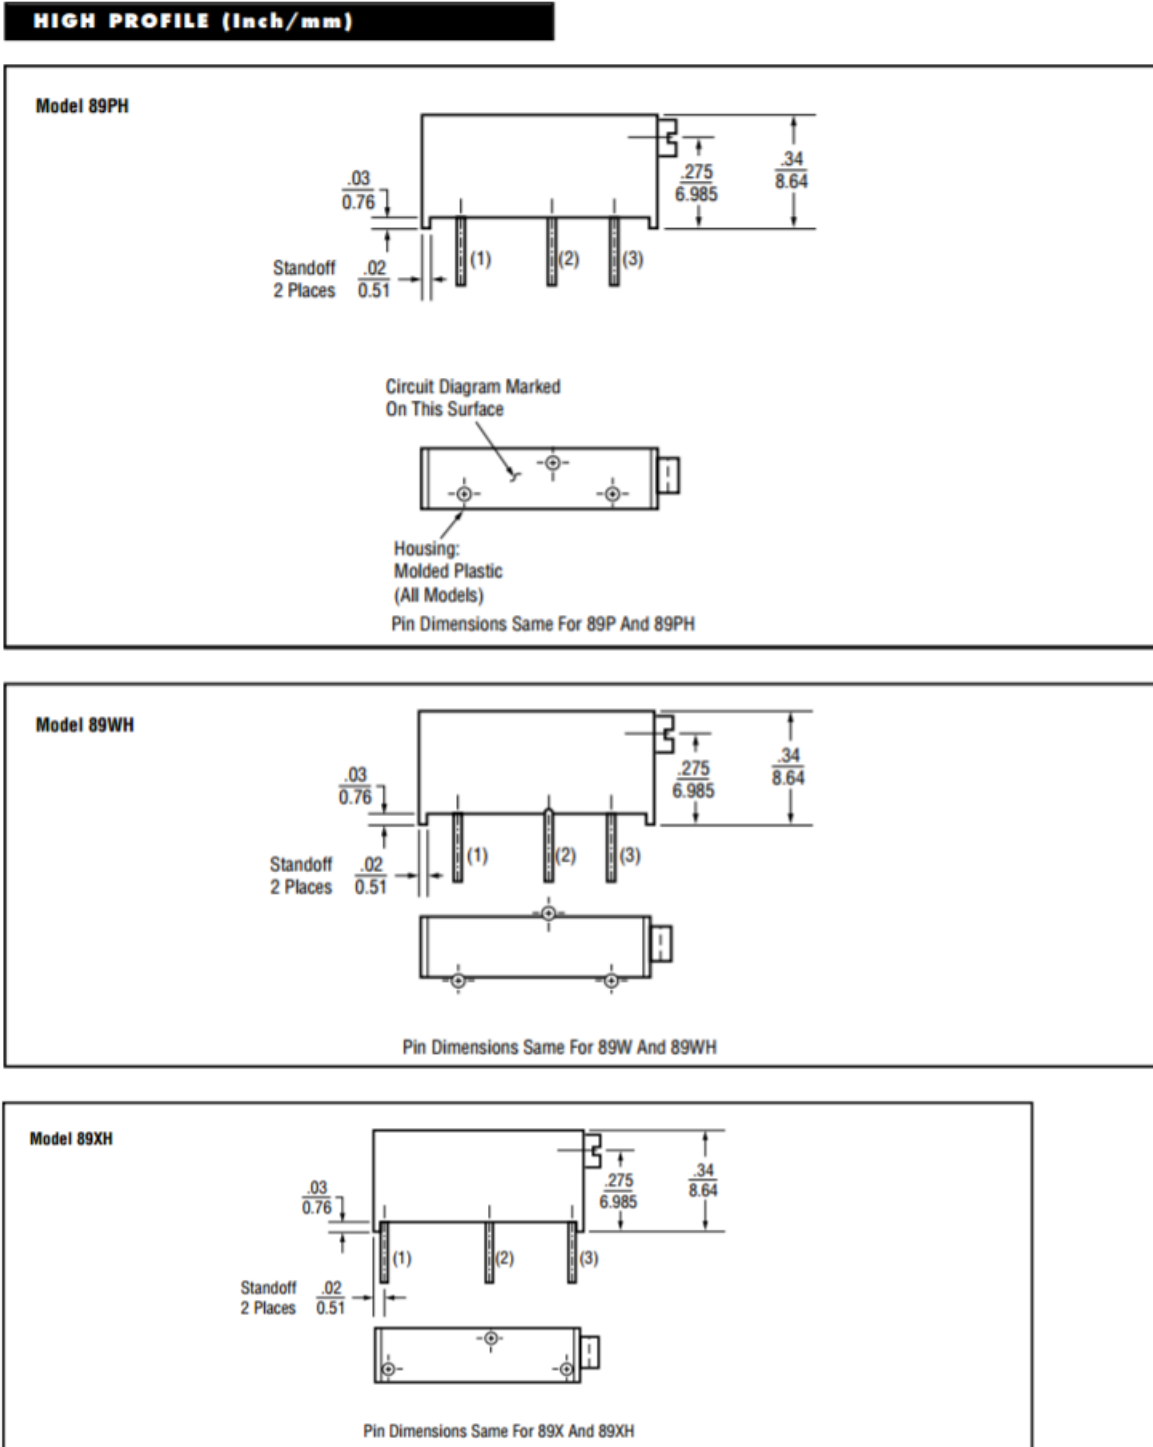 HIGH PROFILE (Inch/mm)
Model 89PH
.03
0.76
.275
6.985
.34
8.64
(1)
(2)
(3)
Standoff
2 Places
.02
0.51
Circuit Diagram Marked
On This Surface
Housing:
Molded Plastic
(All Models)
Pin Dimensions Same For 89P And 89PH
Model 89WH
.03
0.76
.275
6.985
.34
8.64
(1)
(2)
(3)
Standoff
2 Places
.02
0.51
Pin Dimensions Same For 89W And 89WH
Model 89XH
.03
0.76
.275
6.985
.34
8.64
(1)
(2)
(3)
Standoff
2 Places
.02
0.51
Pin Dimensions Same For 89X And 89XH